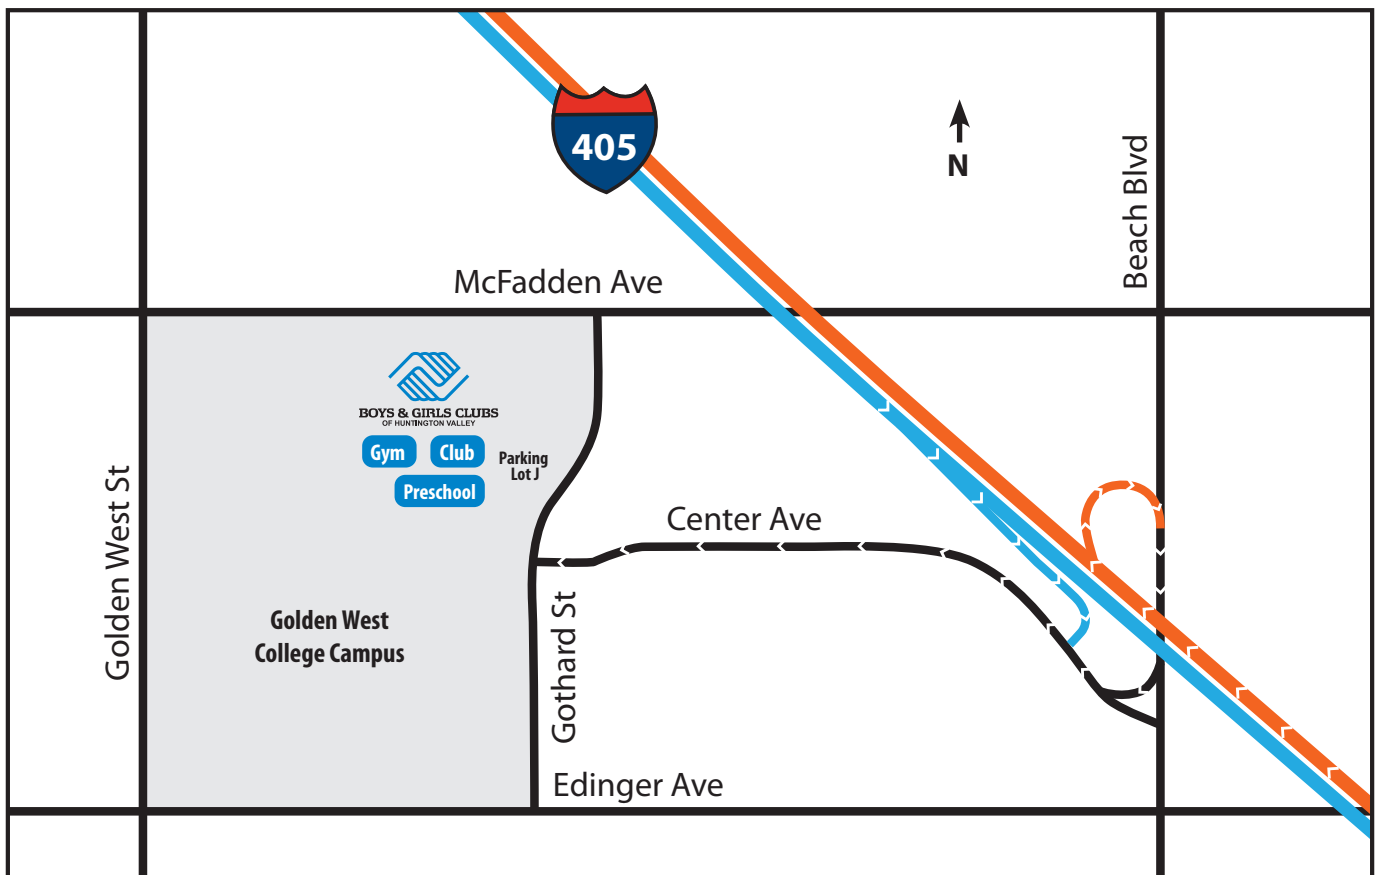 405
N
Beach Blvd
McFadden Ave
BOYS & GIRLS CLUBS
OF HUNTINGTON VALLEY
Gym
Club
Parking
Lot J
Preschool
Golden West St
Center Ave
Golden West
College Campus
Gothard St
Edinger Ave